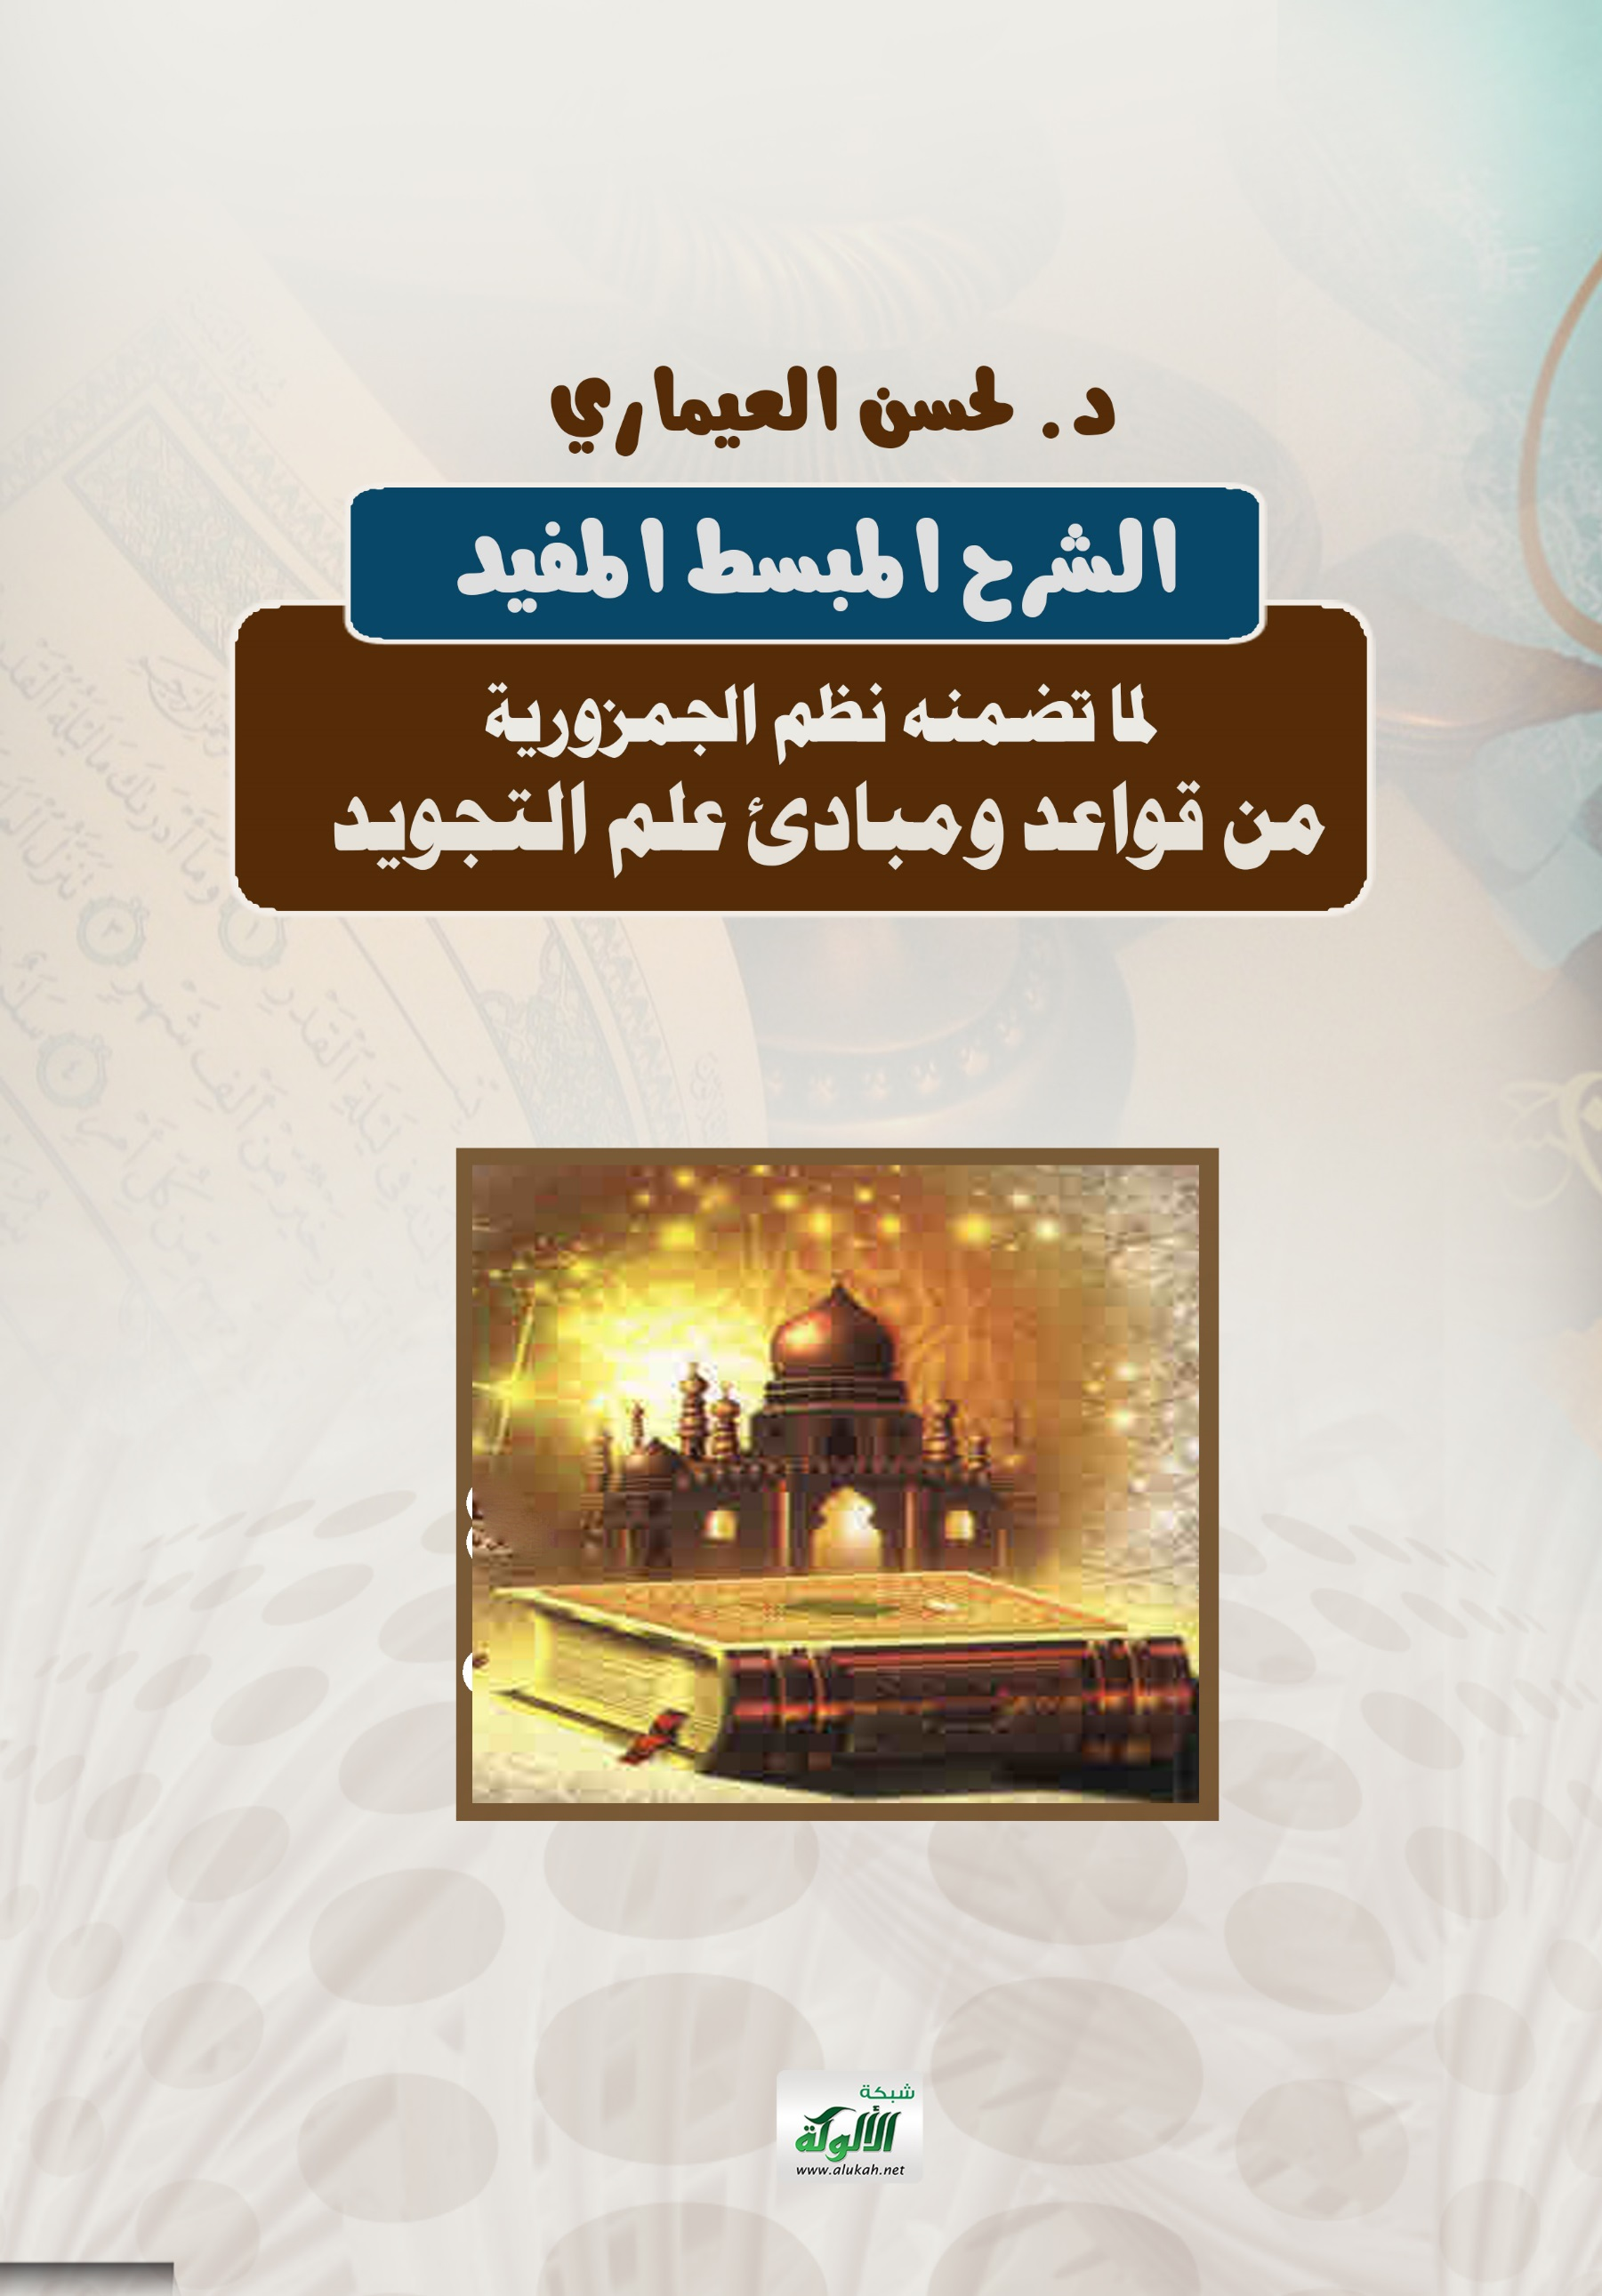 د. لحسن العيماري
الشرح المبسط المفيد
لما تضمنه نظم الجمزورية
من قواعد ومبادئ علم التجويد
شبكة
الألوكة
www.alukah.net